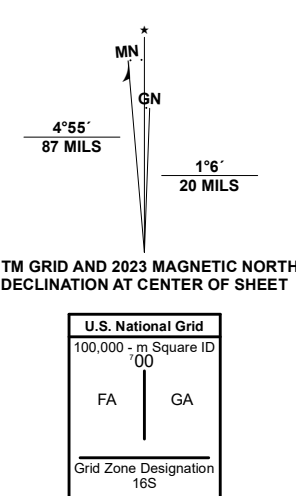 ★
MN
GN
4°55´
87 MILS
1°6´
20 MILS
TM GRID AND 2023 MAGNETIC NORTH
DECLINATION AT CENTER OF SHEET
U.S. National Grid
100,000 - m Square ID
⁷00
FA GA
Grid Zone Designation
16S